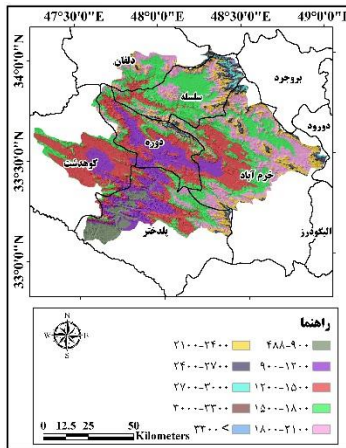 47°30'0"E 48°0'0"E 48°30'0"E 49°0'0"E
34°0'0"N
33°30'0"N
33°0'0"N
دلفان
بروجرد
سلسله
دورود
دوره
کوهدشت
خرم آباد
الیگودرز
پلدختر
راهنما
۲۱۰۰-۲۴۰۰ ۴۸۸-۹۰۰
۲۴۰۰-۲۷۰۰ ۹۰۰-۱۲۰۰
۲۷۰۰-۳۰۰۰ ۱۲۰۰-۱۵۰۰
۳۰۰۰-۳۳۰۰ ۱۵۰۰-۱۸۰۰
۳۳۰۰> ۱۸۰۰-۲۱۰۰
N
W E
S
0 12.5 25 50
Kilometers